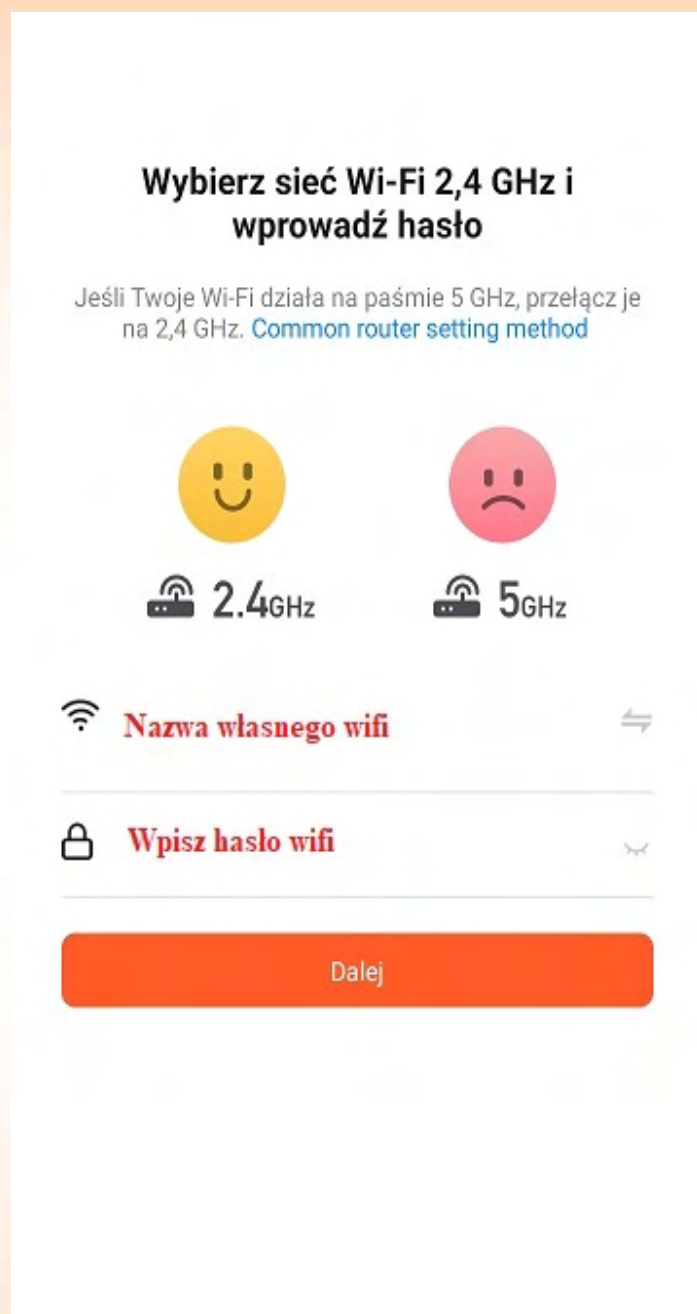 Wybierz sieć Wi-Fi 2,4 GHz i
wprowadź hasło
Jeśli Twoje Wi-Fi działa na paśmie 5 GHz, przełącz je
na 2,4 GHz. Common router setting method
2.4GHz 5GHz
Nazwa własnego wifi
Wpisz hasło wifi
Dalej